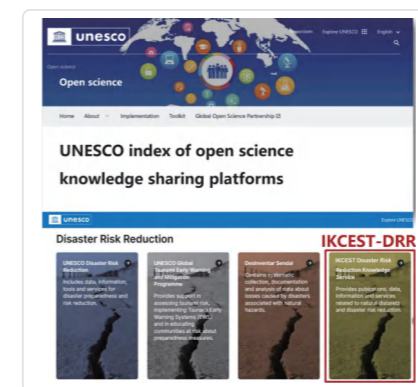 unesco
Explore UNESCO
English
Open science
Open science
Home About Implementation Toolkit Global Open Science Partnership
UNESCO index of open science
knowledge sharing platforms
unesco
Explore UNESCO
Disaster Risk Reduction
IKCEST-DRR
UNESCO Disaster Risk
Reduction
Includes data, information,
tools and services for
disaster preparedness and
risk reduction.
UNESCO Global
Tsunami Early Warning
and Mitigation
Programme
Provides support in
assessing tsunami risk,
implementing Tsunami Early
Warning Systems
and in educating
communities at risk about
preparedness measures.
DesInventar Sendai
Contains systematic
collection, documentation
and analysis of data about
losses caused by disasters
associated with natural
hazards.
IKCEST Disaster Risk
Reduction Knowledge
Service
Provides publications, data,
information and services
related to natural disasters
and disaster risk reduction.